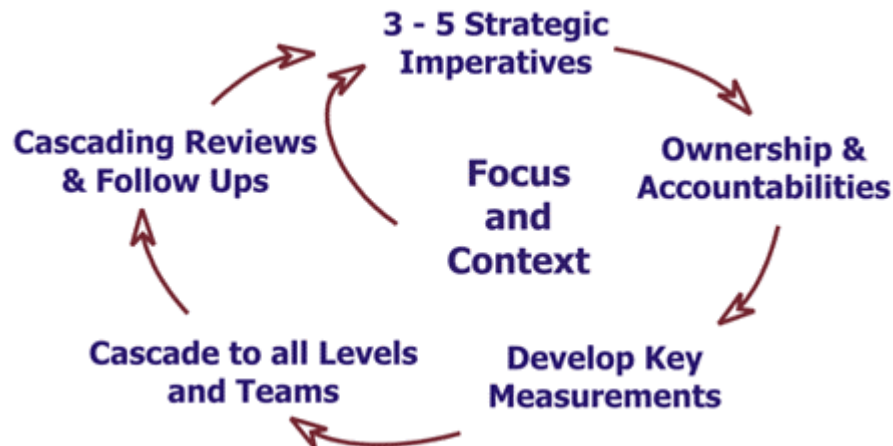 3 - 5 Strategic
Imperatives
Ownership &
Accountabilities
Develop Key
Measurements
Cascade to all Levels
and Teams
Cascading Reviews
& Follow Ups
Focus
and
Context